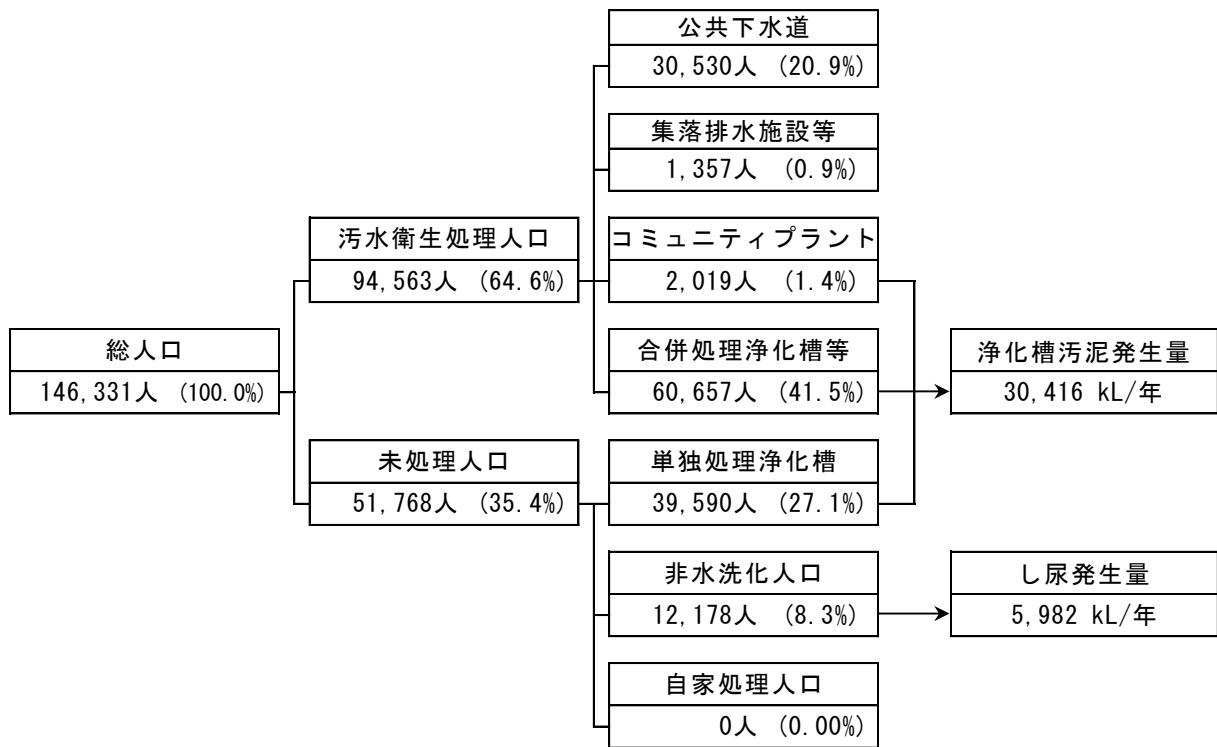 公共下水道
30,530人 (20.9%)
集落排水施設等
1,357人 (0.9%)
汚水衛生処理人口
94,563人 (64.6%)
コミュニティプラント
2,019人 (1.4%)
総人口
146,331人 (100.0%)
合併処理浄化槽等
60,657人 (41.5%)
浄化槽汚泥発生量
30,416 kL/年
未処理人口
51,768人 (35.4%)
単独処理浄化槽
39,590人 (27.1%)
非水洗化人口
12,178人 (8.3%)
し尿発生量
5,982 kL/年
自家処理人口
0人 (0.00%)